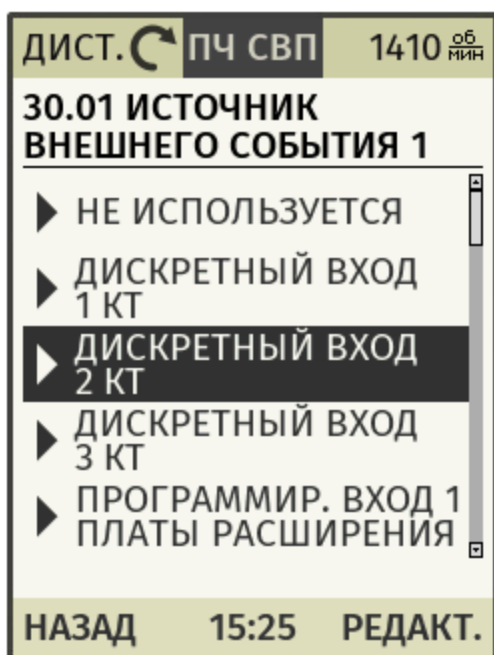 ДИСТ. ПЧ СВП 1410 об/мин
30.01 ИСТОЧНИК
ВНЕШНЕГО СОБЫТИЯ 1
НЕ ИСПОЛЬЗУЕТСЯ
ДИСКРЕТНЫЙ ВХОД
1 КТ
ДИСКРЕТНЫЙ ВХОД
2 КТ
ДИСКРЕТНЫЙ ВХОД
3 КТ
ПРОГРАММИР. ВХОД 1
ПЛАТЫ РАСШИРЕНИЯ
НАЗАД 15:25 РЕДАКТ.